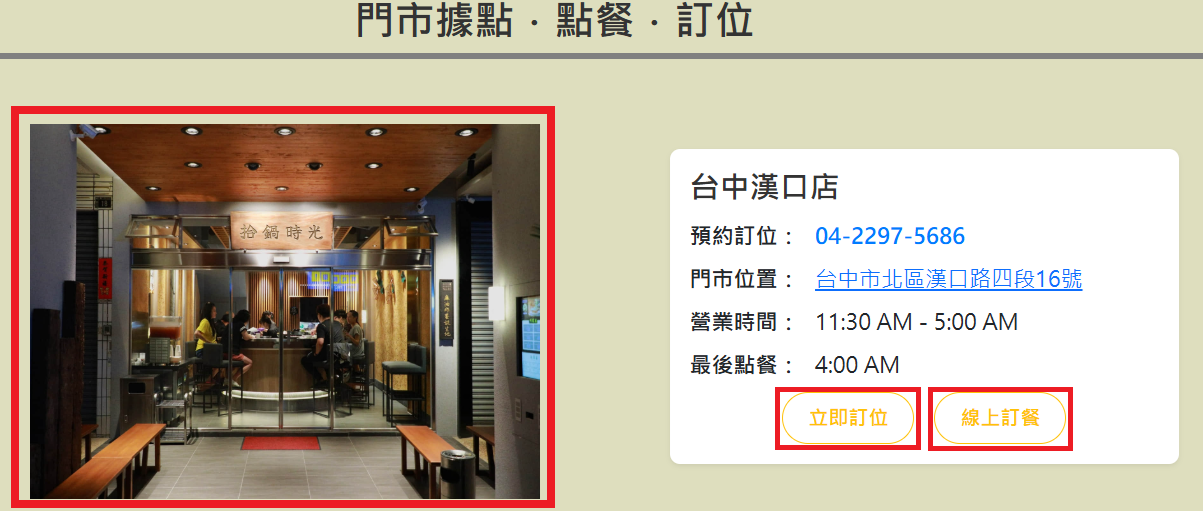 門市據點．點餐．訂位
拾鍋時光
台中漢口店
預約訂位： 04-2297-5686
門市位置： 台中市北區漢口路四段16號
營業時間： 11:30 AM - 5:00 AM
最後點餐： 4:00 AM
立即訂位 線上訂餐